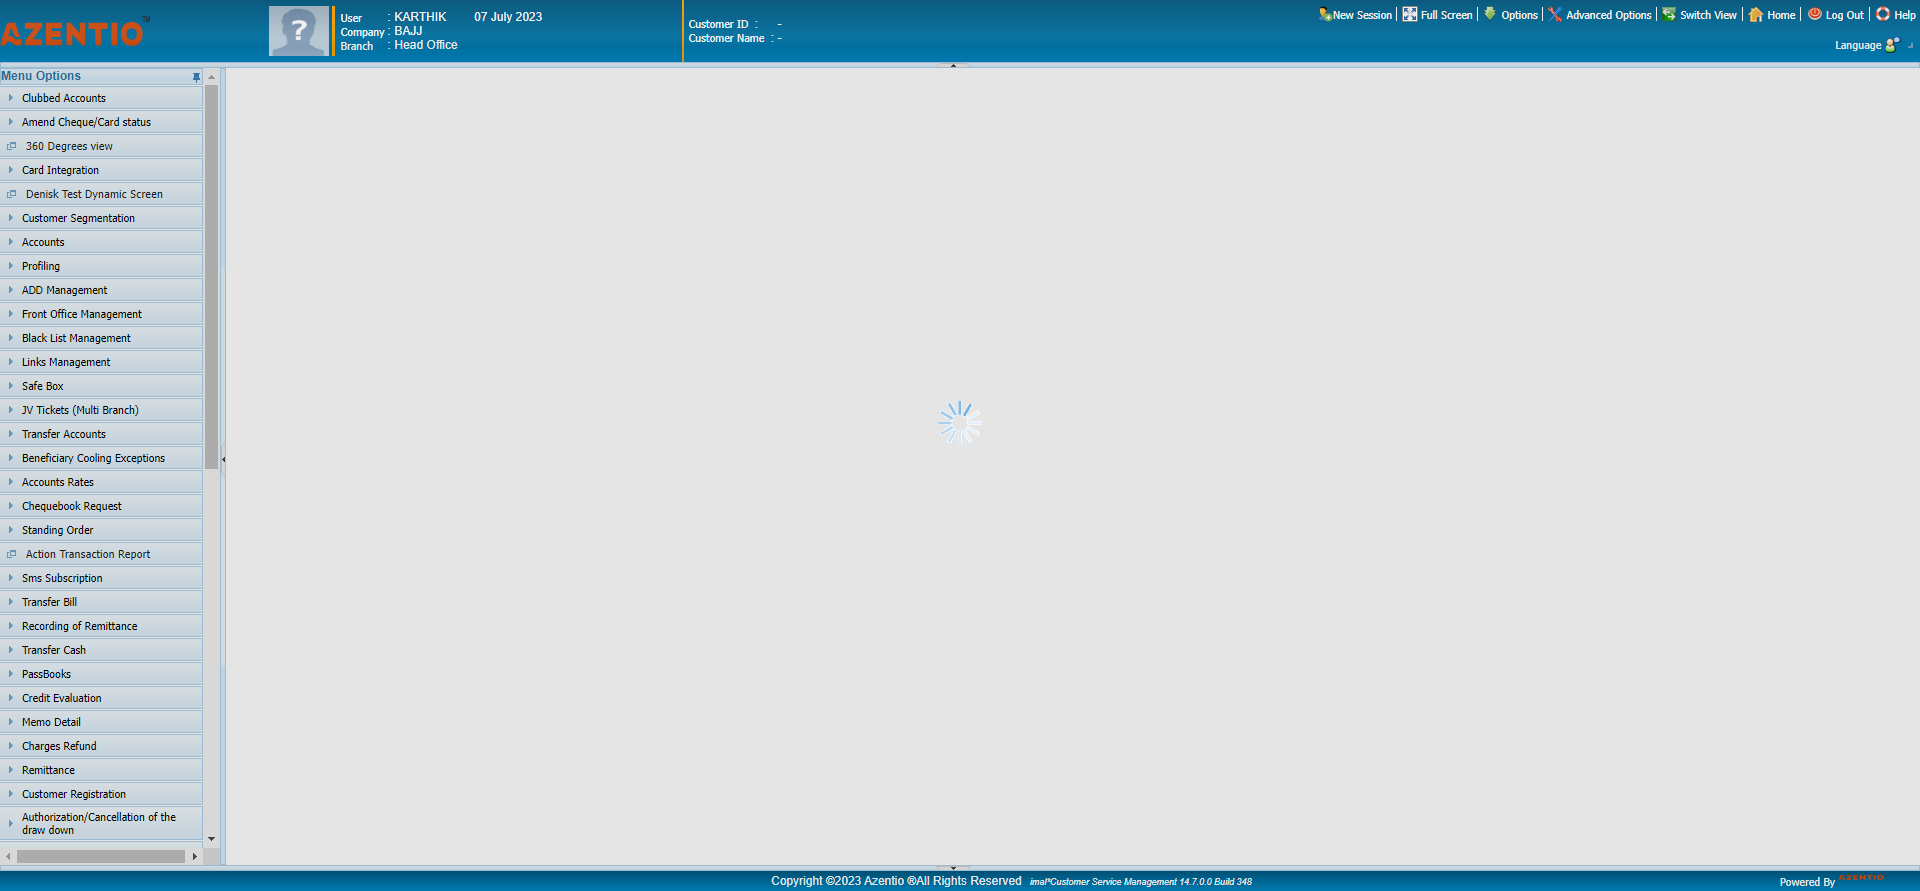 AZENTIO™
User : KARTHIK 07 July 2023
Company : BAJJ
Branch : Head Office
Customer ID : -
Customer Name : -
New Session Full Screen Options Advanced Options Switch View Home Log Out Help
Language
Menu Options
Clubbed Accounts
Amend Cheque/Card status
360 Degrees view
Card Integration
Denisk Test Dynamic Screen
Customer Segmentation
Accounts
Profiling
ADD Management
Front Office Management
Black List Management
Links Management
Safe Box
JV Tickets (Multi Branch)
Transfer Accounts
Beneficiary Cooling Exceptions
Accounts Rates
Chequebook Request
Standing Order
Action Transaction Report
Sms Subscription
Transfer Bill
Recording of Remittance
Transfer Cash
PassBooks
Credit Evaluation
Memo Detail
Charges Refund
Remittance
Customer Registration
Authorization/Cancellation of the
draw down
Copyright ©2023 Azentio ®All Rights Reserved imal*Customer Service Management 14.7.0.0 Build 348
Powered By AZENTIO